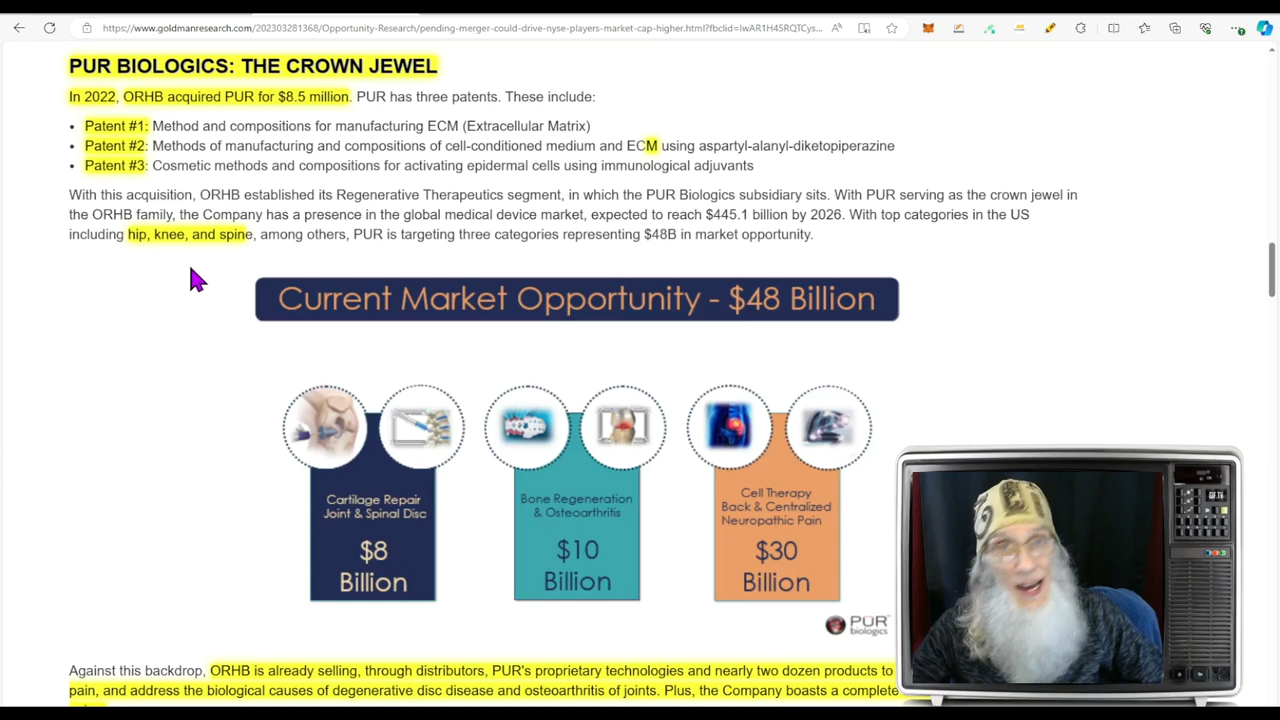 https://www.goldmanresearch.com/202303281368/Opportunity-Research/pending-merger-could-drive-nyse-players-market-cap-higher.html?fbclid=IwAR1H45RQTCys...
PUR BIOLOGICS: THE CROWN JEWEL
In 2022, ORHB acquired PUR for $8.5 million. PUR has three patents. These include:
• Patent #1: Method and compositions for manufacturing ECM (Extracellular Matrix)
• Patent #2: Methods of manufacturing and compositions of cell-conditioned medium and ECM using aspartyl-alanyl-diketopiperazine
• Patent #3: Cosmetic methods and compositions for activating epidermal cells using immunological adjuvants
With this acquisition, ORHB established its Regenerative Therapeutics segment, in which the PUR Biologics subsidiary sits. With PUR serving as the crown jewel in
the ORHB family, the Company has a presence in the global medical device market, expected to reach $445.1 billion by 2026. With top categories in the US
including hip, knee, and spine, among others, PUR is targeting three categories representing $48B in market opportunity.
Current Market Opportunity - $48 Billion
Cartilage Repair
Joint & Spinal Disc
$8
Billion
Bone Regeneration
& Osteoarthritis
$10
Billion
Cell Therapy
Back & Centralized
Neuropathic Pain
$30
Billion
PUR
biologics
GIF.TV
Against this backdrop, ORHB is already selling, through distributors, PUR's proprietary technologies and nearly two dozen products to
pain, and address the biological causes of degenerative disc disease and osteoarthritis of joints. Plus, the Company boasts a complete